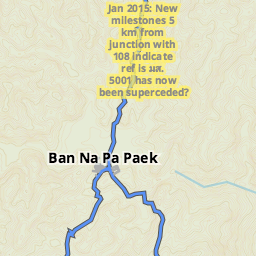 Jan 2015: New
milestones 5
km from
junction with
108 indicate
ref is มส.
5001 has now
been superceded?
Ban Na Pa Paek